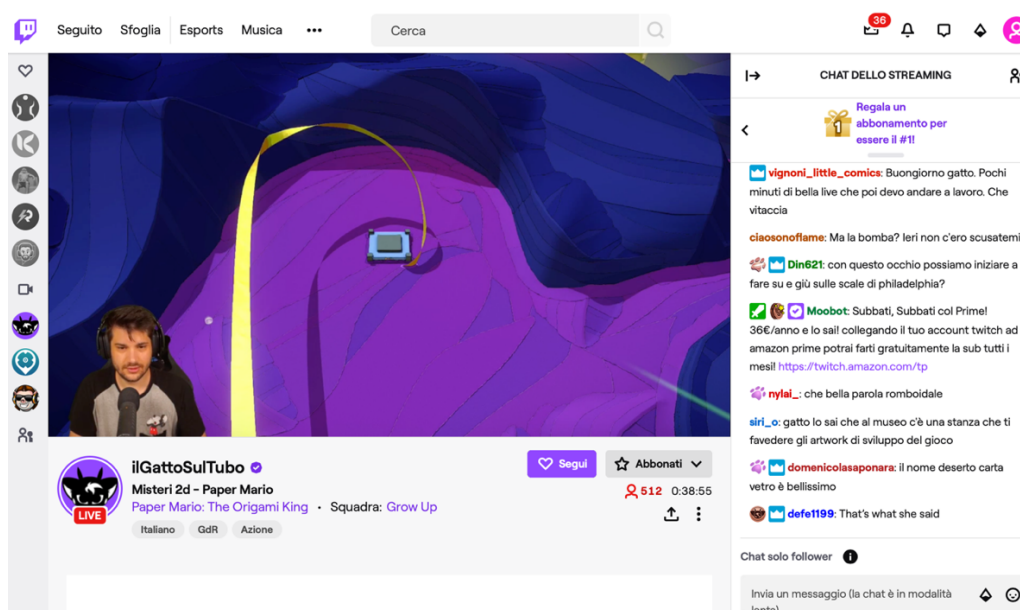 Seguito Sfoglia Esports Musica ••• Cerca 36
CHAT DELLO STREAMING
Regala un
abbonamento per
essere il #1!
1
vignoni_little_comics: Buongiorno gatto. Pochi
minuti di bella live che poi devo andare a lavoro. Che
vitaccia
ciaosonoflame: Ma la bomba? Ieri non c'ero scusatemi
Din621: con questo occhio possiamo iniziare a
fare su e giù sulle scale di philadelphia?
Moobot: Subbati, Subbati col Prime!
36€/anno e lo sai! collegando il tuo account twitch ad
amazon prime potrai farti gratuitamente la sub tutti i
mesi! https://twitch.amazon.com/tp
nylai_: che bella parola romboidale
siri_o: gatto lo sai che al museo c'è una stanza che ti
favedere gli artwork di sviluppo del gioco
domenicolasaponara: il nome deserto carta
vetro è bellissimo
defe1199: That's what she said
Chat solo follower
Invia un messaggio (la chat è in modalità
lenta)
ilGattoSulTubo
Segui Abbonati
Misteri 2d - Paper Mario
512 0:38:55
Paper Mario: The Origami King • Squadra: Grow Up
LIVE
Italiano GdR Azione